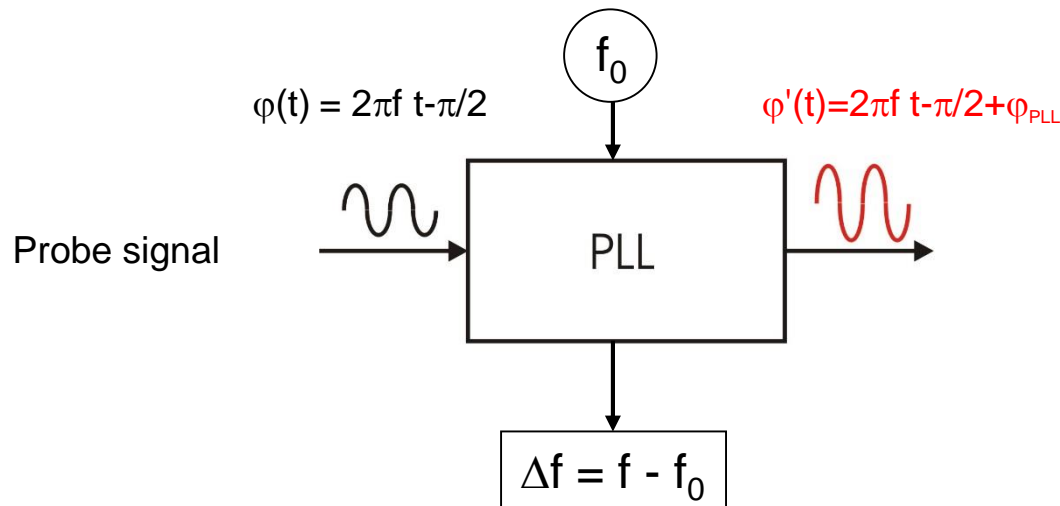 f₀
φ(t) = 2πf t-π/2
φ'(t)=2πf t-π/2+φPLL
Probe signal
PLL
Δf = f - f₀